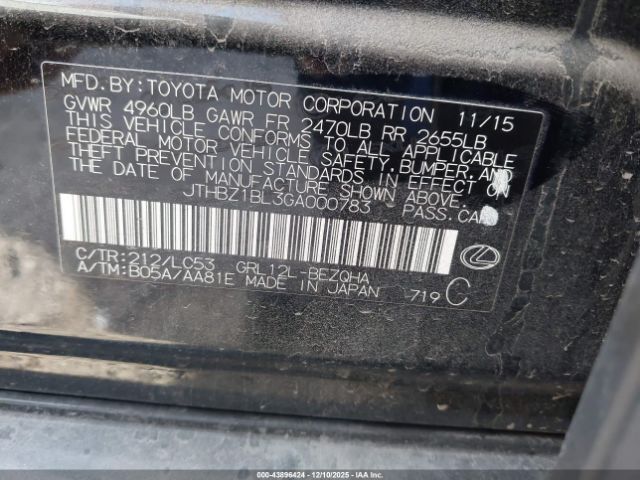 MFD.BY:TOYOTA MOTOR CORPORATION 11/15
GVWR 4960LB GAWR FR 2470LB RR 2655LB
THIS VEHICLE CONFORMS TO ALL APPLICABLE
FEDERAL MOTOR VEHICLE SAFETY,BUMPER,AND
THEFT PREVENTION STANDARDS IN EFFECT ON
THE DATE OF MANUFACTURE SHOWN ABOVE.
JTHBZ1BL3GA000783 PASS.CAR
C/TR:212/LC53 GRL12L-BEZQHA
A/TM:B05A/AA81E MADE IN JAPAN 719 C
00-43896424 | 12/10/2025 | IAAI.CA